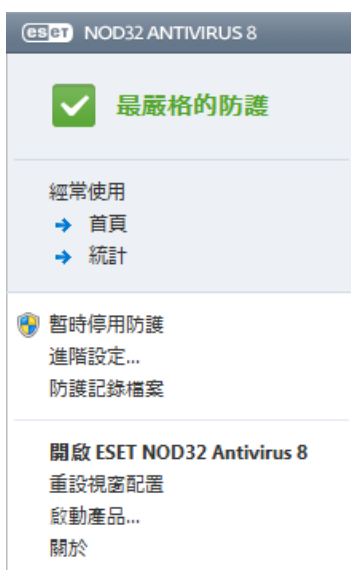 eset NOD32 ANTIVIRUS 8
最嚴格的防護
經常使用
首頁
統計
暫時停用防護
進階設定...
防護記錄檔案
開啟 ESET NOD32 Antivirus 8
重設視窗配置
啟動產品...
關於